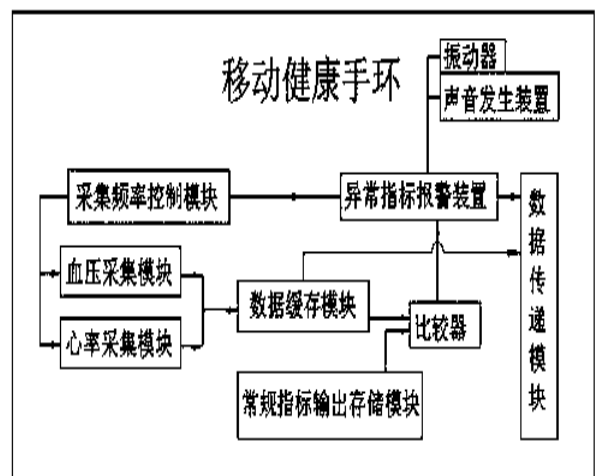 移动健康手环
振动器
声音发生装置
采集频率控制模块
异常指标报警装置
数据传递模块
血压采集模块
数据缓存模块
心率采集模块
比较器
常规指标输出存储模块